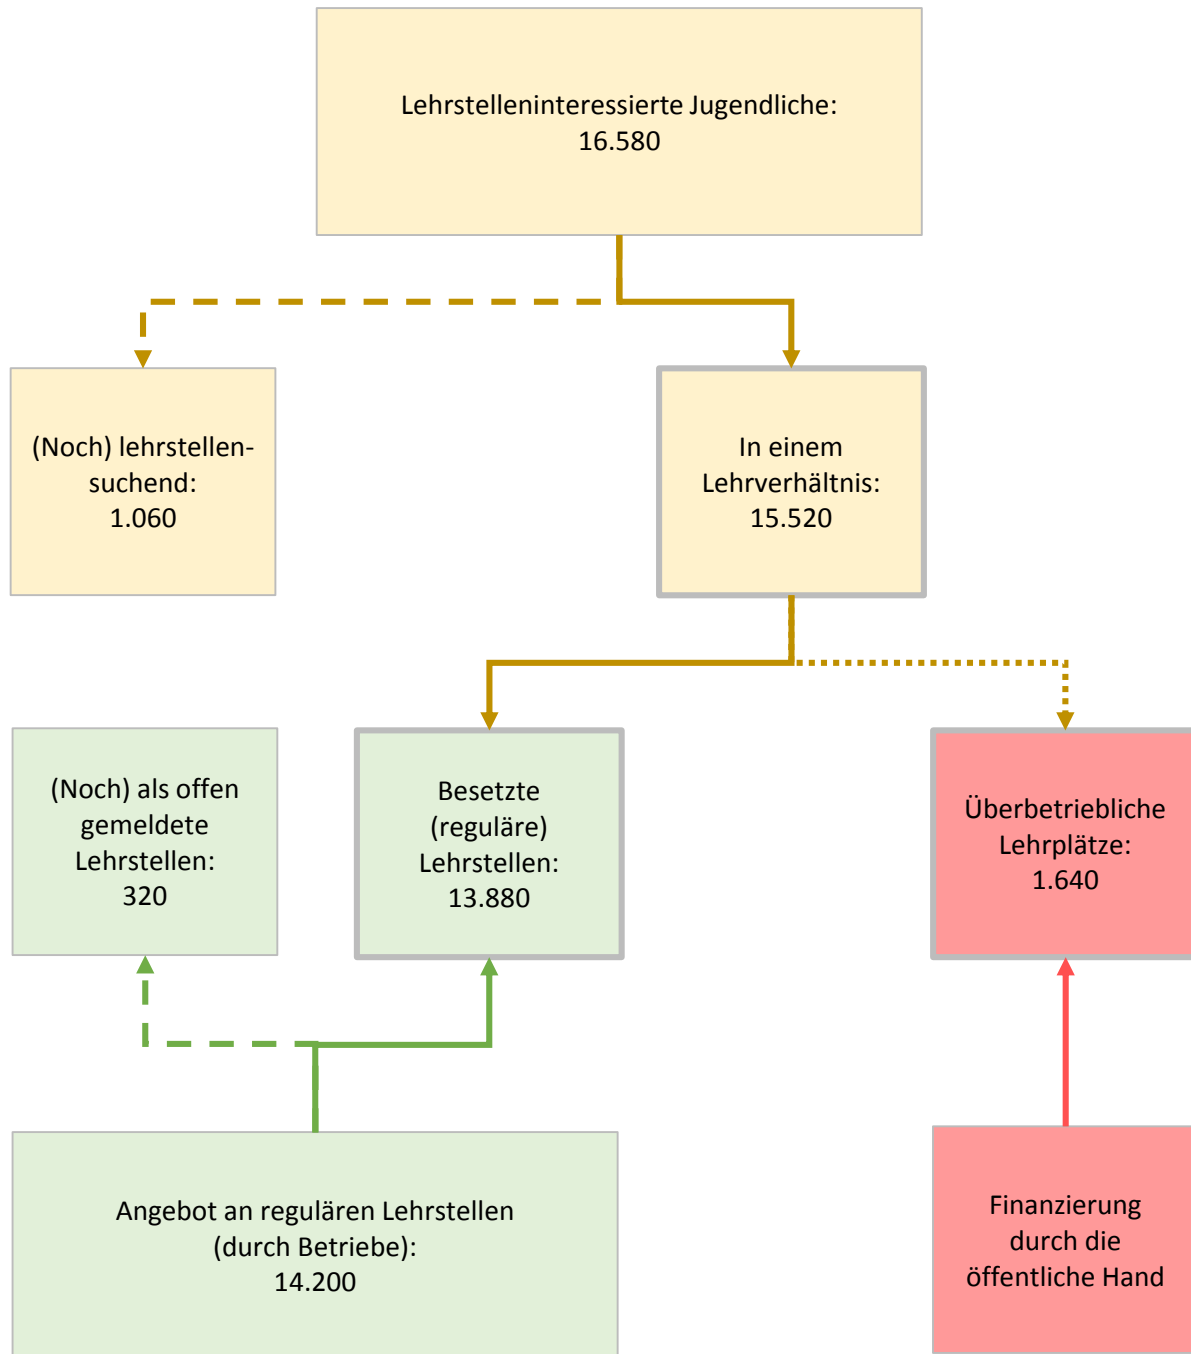 Lehrstelleninteressierte Jugendliche:
16.580
(Noch) lehrstellen-
suchend:
1.060
In einem
Lehrverhältnis:
15.520
(Noch) als offen
gemeldete
Lehrstellen:
320
Besetzte
(reguläre)
Lehrstellen:
13.880
Überbetriebliche
Lehrplätze:
1.640
Angebot an regulären Lehrstellen
(durch Betriebe):
14.200
Finanzierung
durch die
öffentliche Hand